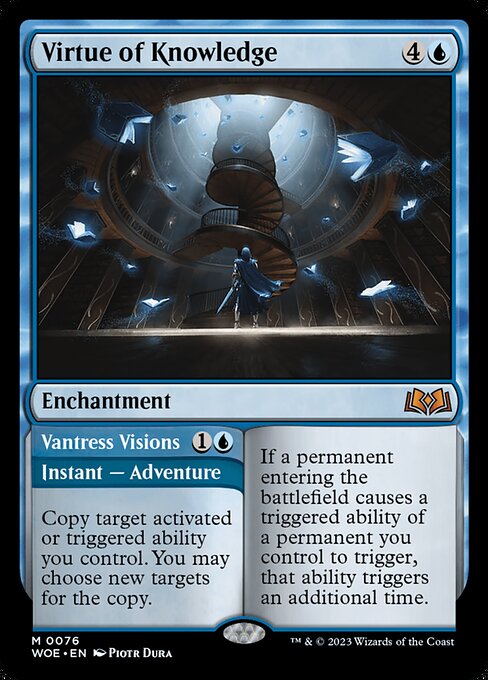 Virtue of Knowledge 4
Enchantment
Vantress Visions 1
Instant — Adventure
Copy target activated
or triggered ability
you control. You may
choose new targets
for the copy.
If a permanent
entering the
battlefield causes a
triggered ability of
a permanent you
control to trigger,
that ability triggers
an additional time.
M 0076
WOE • EN Piotr Dura
™ & © 2023 Wizards of the Coast